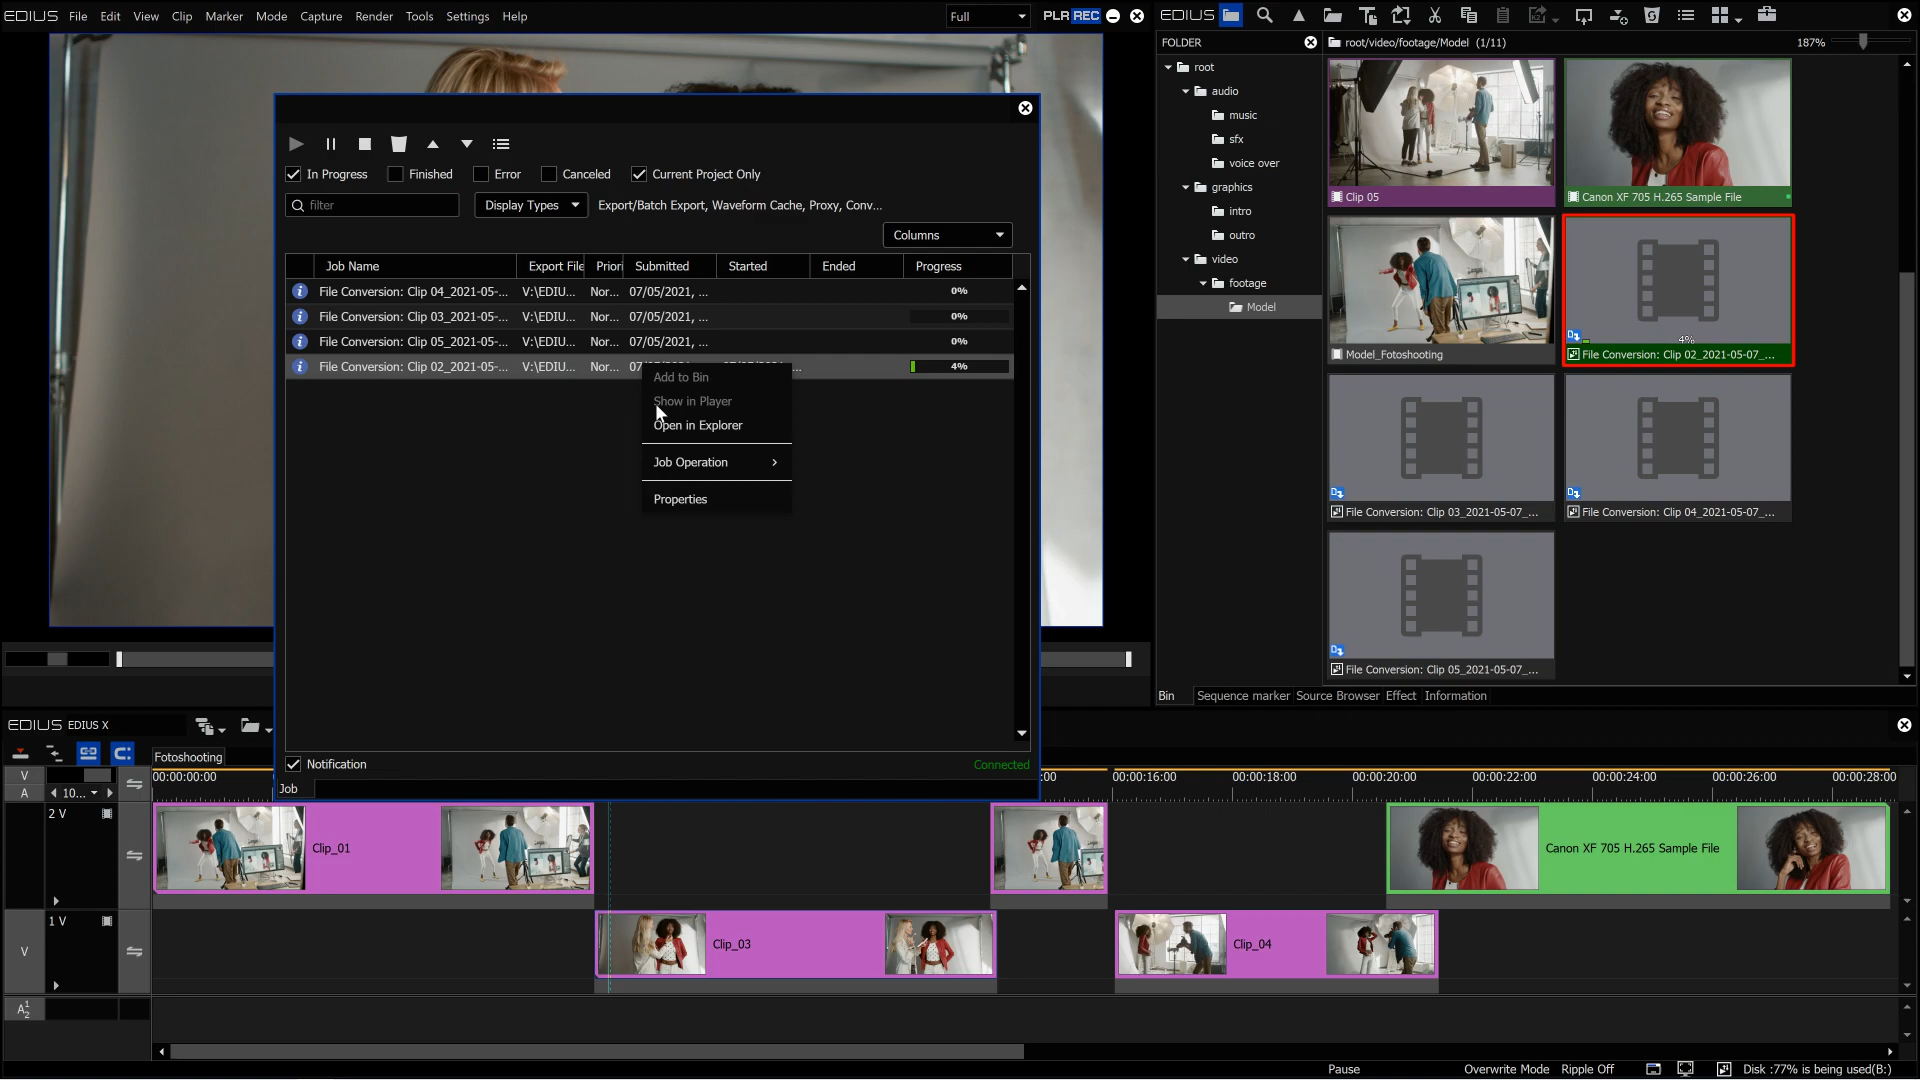 EDIUS File Edit View Clip Marker Mode Capture Render Tools Settings Help
Full
PLR REC
EDIUS
FOLDER
root/video/footage/Model (1/11)
187%
root
audio
music
sfx
voice over
graphics
intro
outro
video
footage
Model
Clip 05
Canon XF 705 H.265 Sample File
Model_Fotoshooting
4%
File Conversion: Clip 02_2021-05-07_...
File Conversion: Clip 03_2021-05-07_...
File Conversion: Clip 04_2021-05-07_...
File Conversion: Clip 05_2021-05-07_...
Bin Sequence marker Source Browser Effect Information
In Progress Finished Error Canceled Current Project Only
filter
Display Types
Export/Batch Export, Waveform Cache, Proxy, Conv...
Columns
Job Name Export File Priori Submitted Started Ended Progress
File Conversion: Clip 04_2021-05-... V:\EDIU... Nor... 07/05/2021, ... 0%
File Conversion: Clip 03_2021-05-... V:\EDIU... Nor... 07/05/2021, ... 0%
File Conversion: Clip 05_2021-05-... V:\EDIU... Nor... 07/05/2021, ... 0%
File Conversion: Clip 02_2021-05-... V:\EDIU... Nor... 07 ... 4%
Add to Bin
Show in Player
Open in Explorer
Job Operation
Properties
Notification
Connected
Job
EDIUS EDIUS X
Fotoshooting
V
A
10...
00:00:00:00
:00
00:00:16:00
00:00:18:00
00:00:20:00
00:00:22:00
00:00:24:00
00:00:26:00
00:00:28:00
2 V
Clip_01
Canon XF 705 H.265 Sample File
1 V
V
Clip_03
Clip_04
A 1 2
Pause
Overwrite Mode
Ripple Off
Disk :77% is being used(B:)